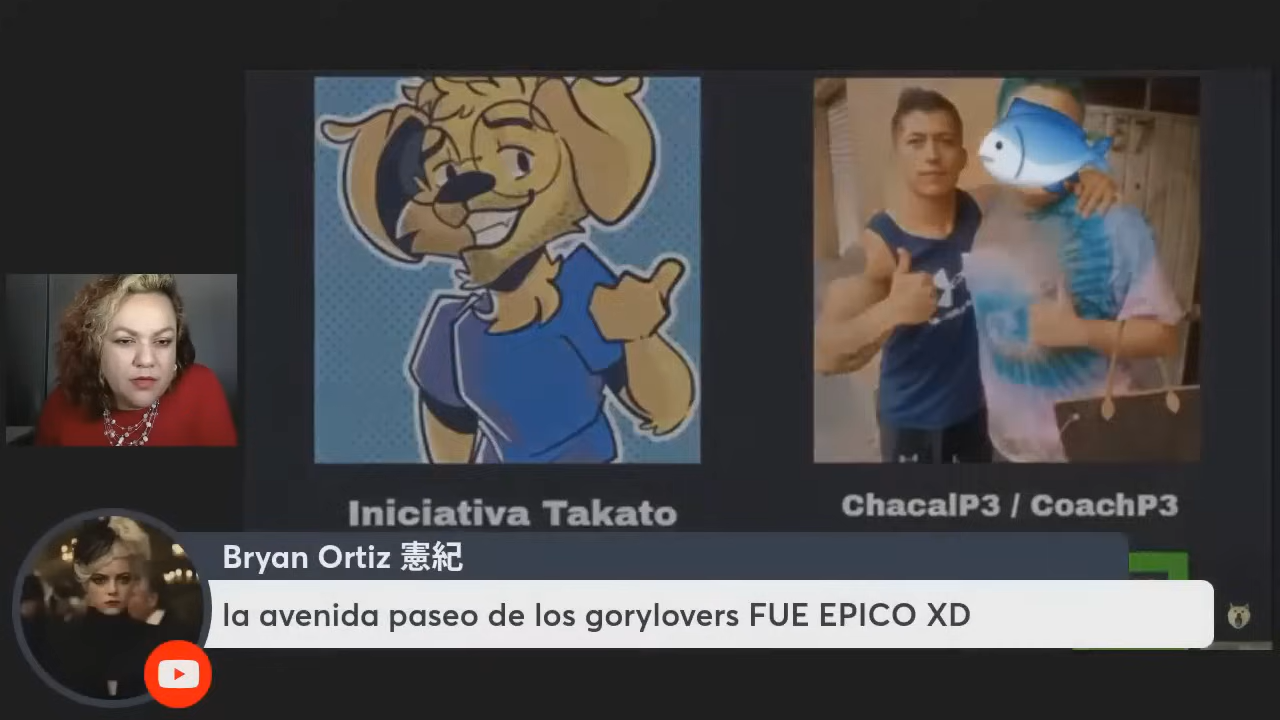 Iniciativa Takato
ChacalP3 / CoachP3
Bryan Ortiz 憲紀
la avenida paseo de los gorylovers FUE EPICO XD